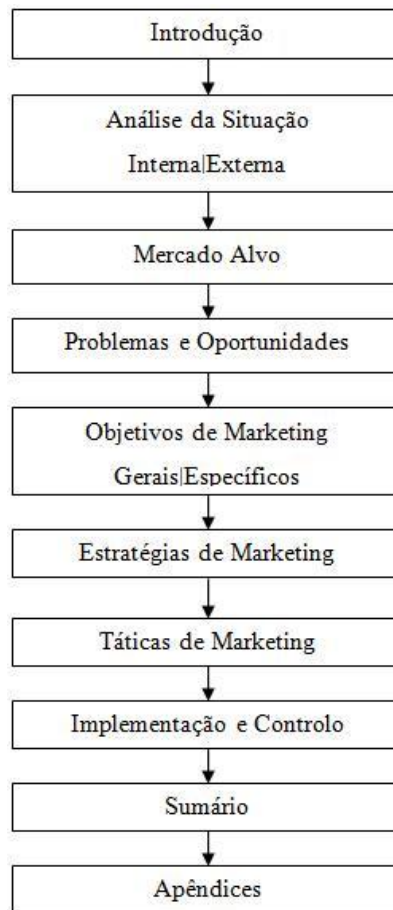 Introdução
Análise da Situação
Interna|Externa
Mercado Alvo
Problemas e Oportunidades
Objetivos de Marketing
Gerais|Específicos
Estratégias de Marketing
Táticas de Marketing
Implementação e Controlo
Sumário
Apêndices